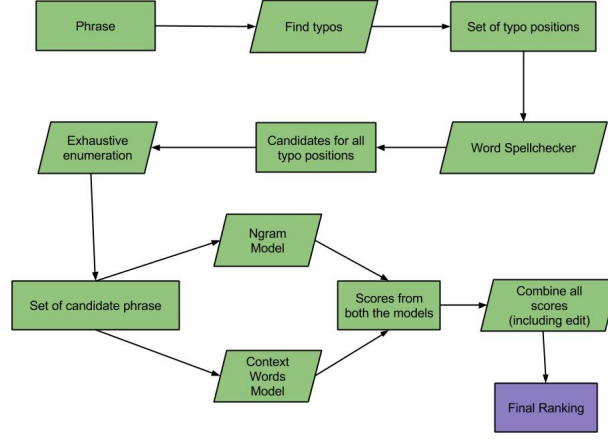 Phrase
Find typos
Set of typo positions
Exhaustive
enumeration
Candidates for all
typo positions
Word Spellchecker
Ngram
Model
Set of candidate phrase
Scores from
both the models
Combine all
scores
(including edit)
Context
Words
Model
Final Ranking